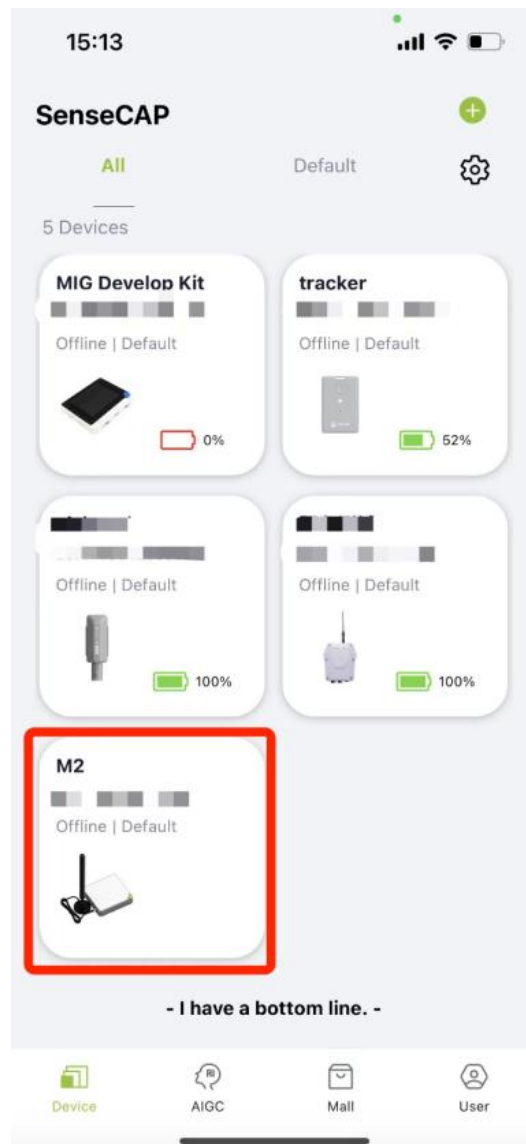 15:13
SenseCAP
All Default
5 Devices
MIG Develop Kit
tracker
Offline | Default
Offline | Default
0%
52%
Offline | Default
Offline | Default
100%
100%
M2
Offline | Default
- I have a bottom line. -
Device AIGC Mall User